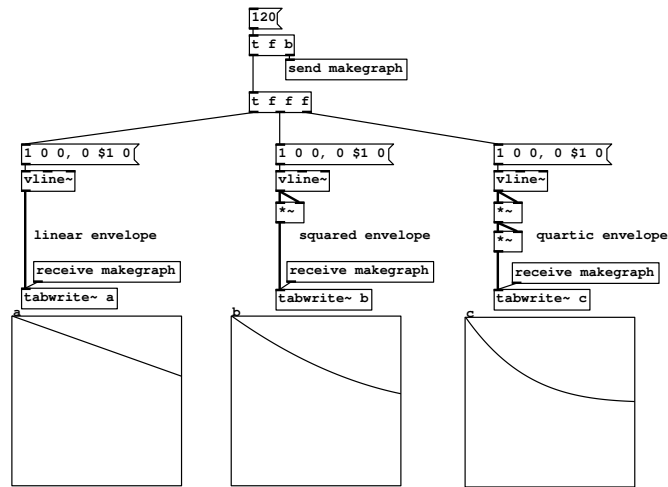 120
t f b
send makegraph
t f f f
1 0 0, 0 $1 0
1 0 0, 0 $1 0
1 0 0, 0 $1 0
vline~
vline~
vline~
*~
*~
*~
linear envelope
squared envelope
quartic envelope
receive makegraph
receive makegraph
receive makegraph
tabwrite~ a
tabwrite~ b
tabwrite~ c
a
b
c